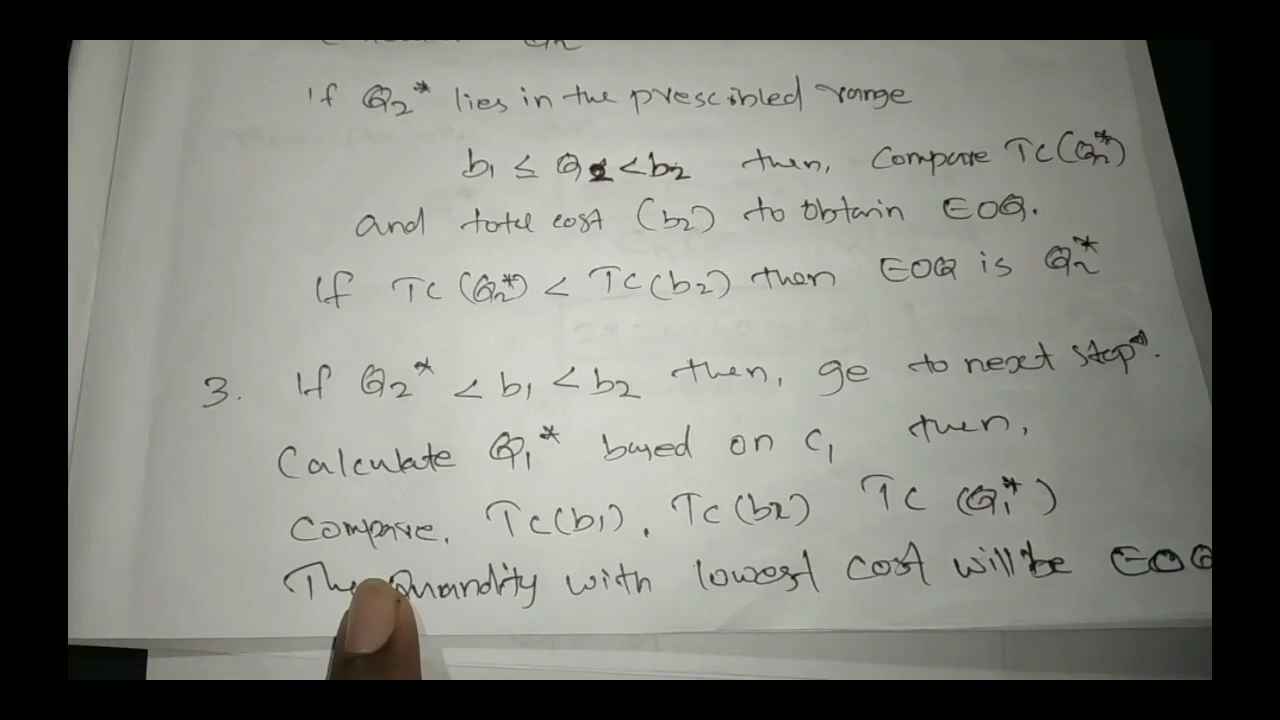 If Q2* lies in the prescibled range
b1 ≤ Q2 < b2 then, Compare TC(Q2*)
and total cost (b2) to obtain EOQ.
If TC (Q2*) < TC (b2) then EOQ is Q2*
3. If Q2* < b1 < b2 then, go to next step.
Calculate Q1* based on C1 then,
Compare, TC(b1), TC(b2) TC (Q1*)
The Quandity with lowest cost will be EOQ